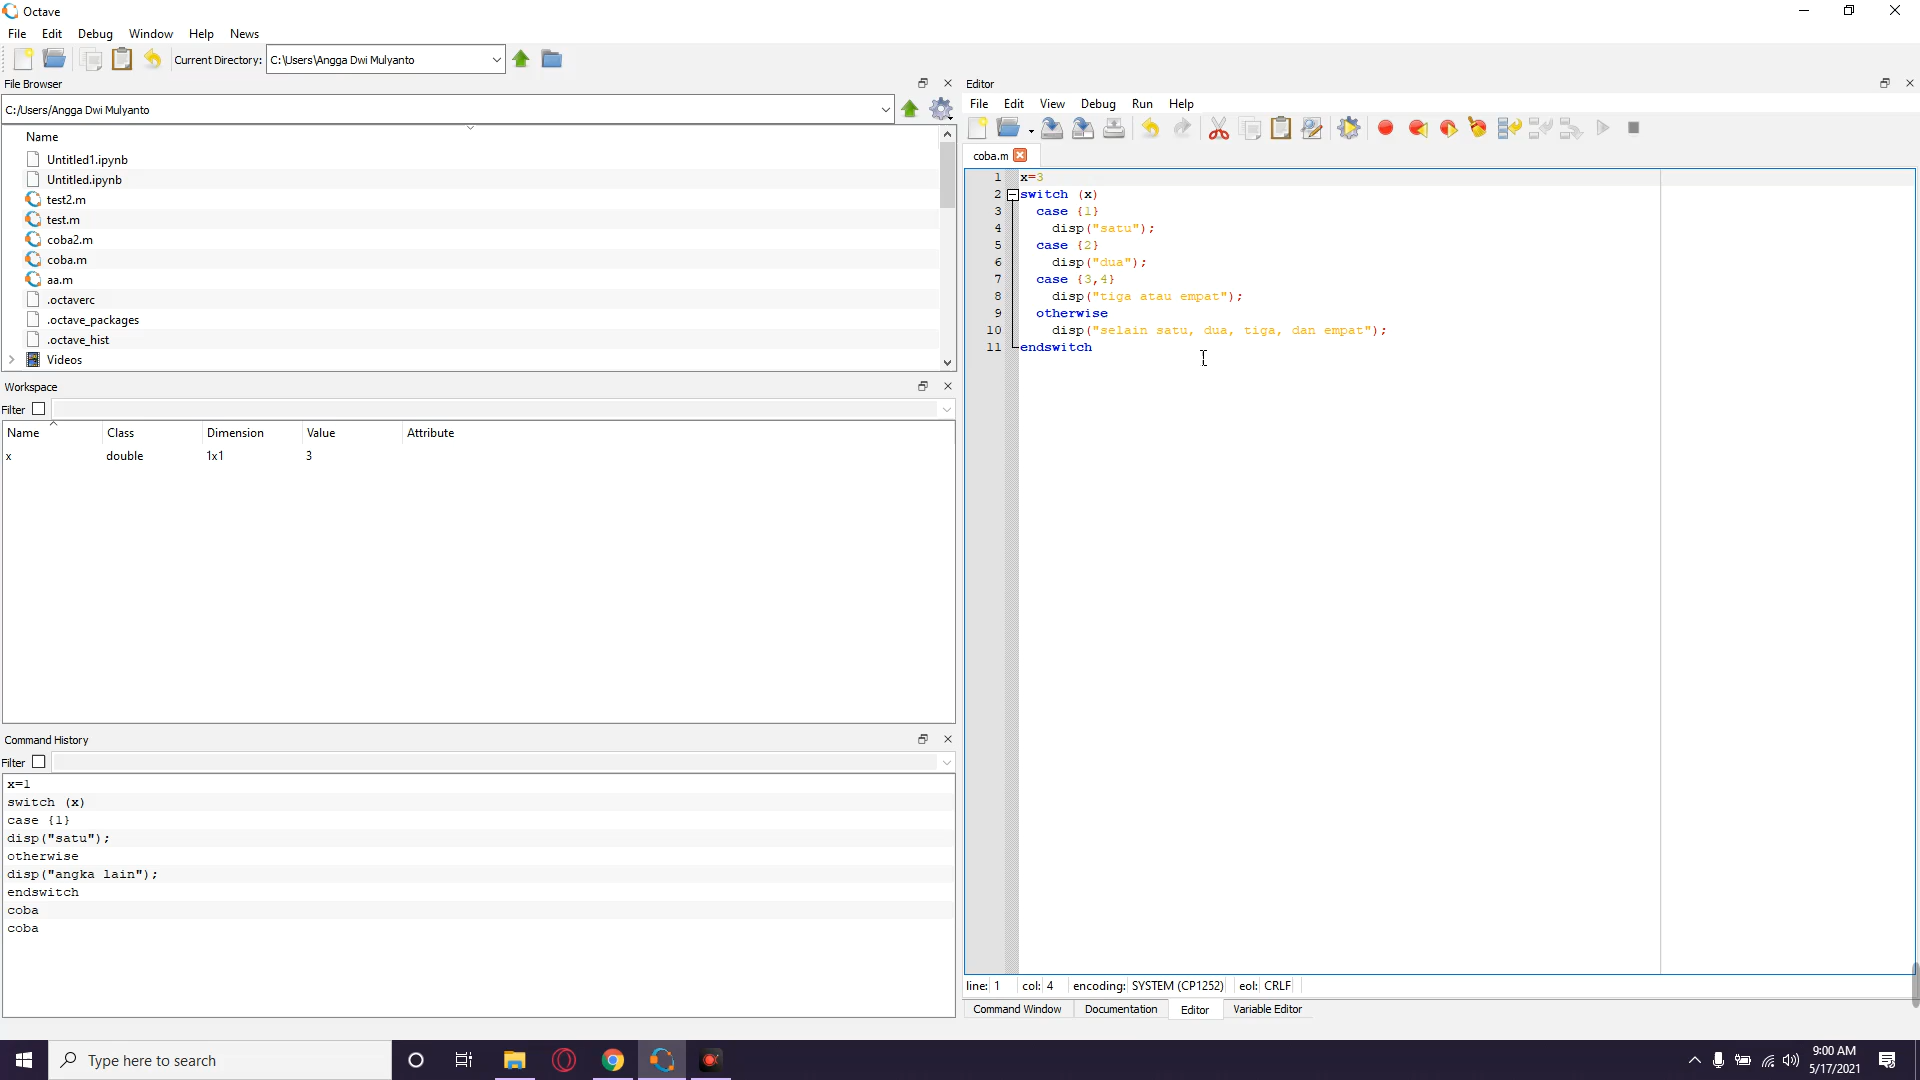 Octave
File Edit Debug Window Help News
Current Directory: C:\Users\Angga Dwi Mulyanto
File Browser
C:/Users/Angga Dwi Mulyanto
Name
Untitled1.ipynb
Untitled.ipynb
test2.m
test.m
coba2.m
coba.m
aa.m
.octaverc
.octave_packages
.octave_hist
Videos
Workspace
Filter
Name Class Dimension Value Attribute
x double 1x1 3
Command History
Filter
x=1
switch (x)
case {1}
disp("satu");
otherwise
disp("angka lain");
endswitch
coba
coba
Editor
File Edit View Debug Run Help
coba.m
1 x=3
2 switch (x)
3 case {1}
4 disp("satu");
5 case {2}
6 disp("dua");
7 case {3,4}
8 disp("tiga atau empat");
9 otherwise
10 disp("selain satu, dua, tiga, dan empat");
11 endswitch
line: 1 col: 4 encoding: SYSTEM (CP1252) eol: CRLF
Command Window Documentation Editor Variable Editor
Type here to search
9:00 AM
5/17/2021